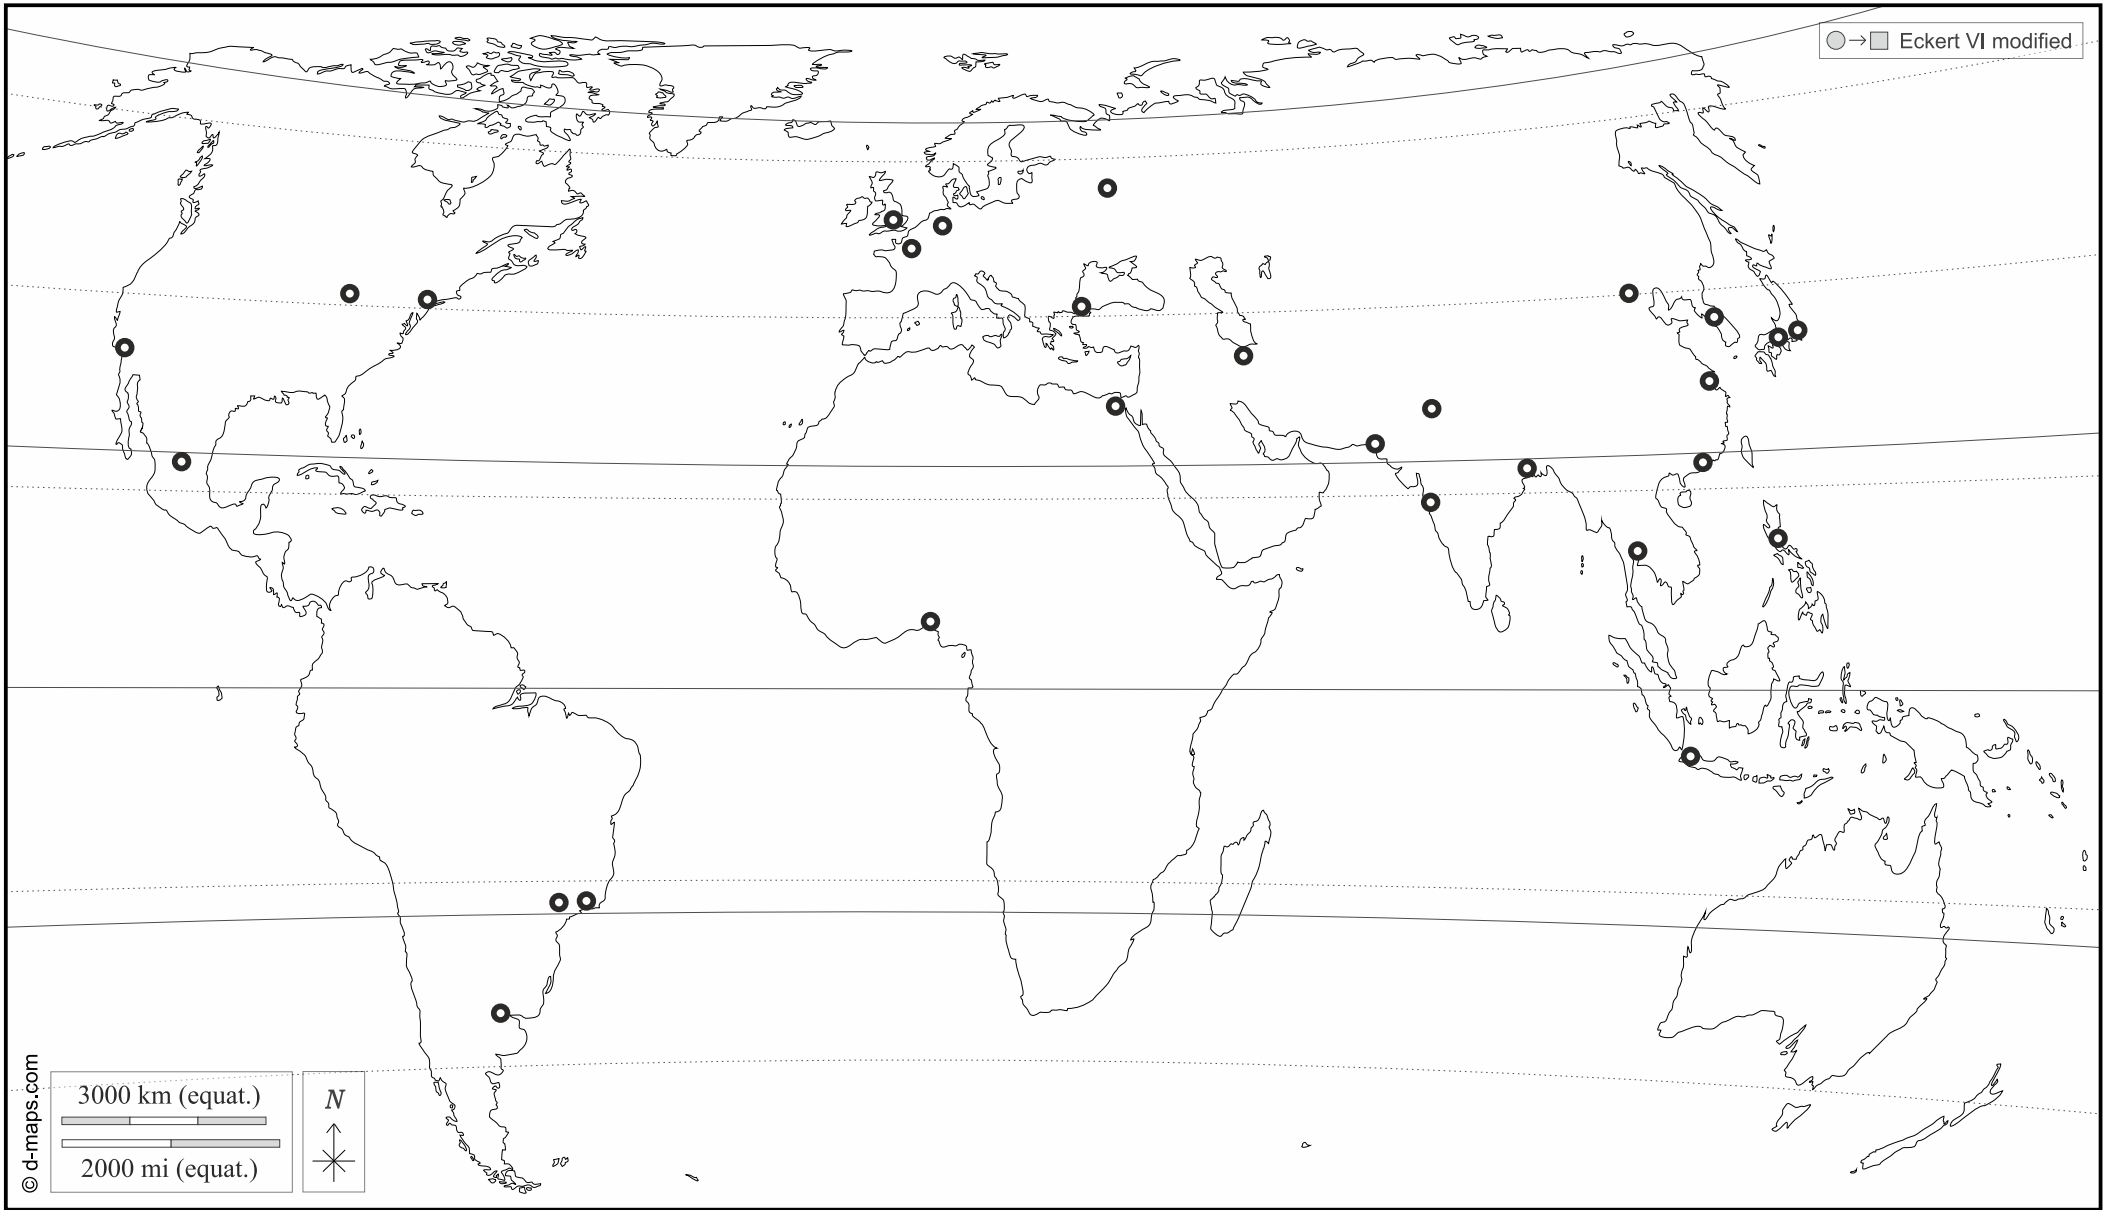 → Eckert VI modified
© d-maps.com
3000 km (equat.)
2000 mi (equat.)
N